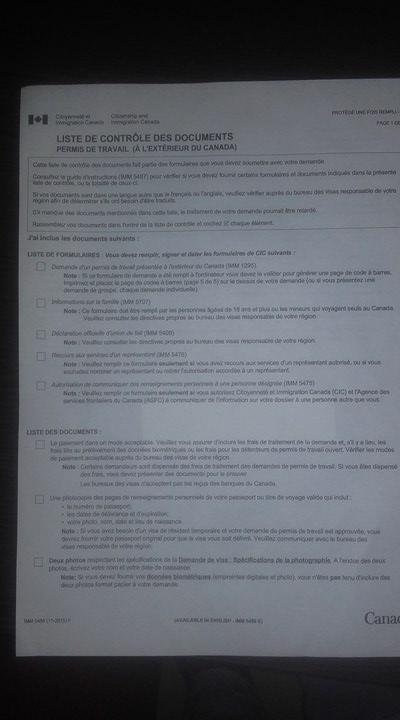 PROTÉGÉ UNE FOIS REMPLI
Citoyenneté et
Immigration Canada
Citizenship and
Immigration Canada
PAGE 1 DE
LISTE DE CONTRÔLE DES DOCUMENTS
PERMIS DE TRAVAIL (À L'EXTÉRIEUR DU CANADA)
Cette liste de contrôle des documents fait partie des formulaires que vous devez soumettre avec votre demande.
Consultez le guide d'instructions (IMM 5487) pour vérifier si vous devez fournir certains formulaires et documents indiqués dans la présente
liste de contrôle, ou la totalité de ceux-ci.
Si vos documents sont dans une langue autre que le français ou l'anglais, veuillez vérifier auprès du bureau des visas responsable de votre
région afin de déterminer s'ils ont besoin d'être traduits.
S'il manque des documents mentionnés dans cette liste, le traitement de votre demande pourrait être retardé.
Rassemblez vos documents dans l'ordre de la liste de contrôle et cochez ☑ chaque élément.
J'ai inclus les documents suivants :
LISTE DE FORMULAIRES : Vous devez remplir, signer et dater les formulaires de CIC suivants :
Demande d'un permis de travail présentée à l'extérieur du Canada (IMM 1295)
Note : Si ce formulaire de demande a été rempli à l'ordinateur vous devez le valider pour générer une page de code à barres.
Imprimez et placez la page de codes à barres (page 5 de 5) sur le dessus de votre demande (ou si vous présentez une
demande de groupe, chaque demande individuelle).
Informations sur la famille (IMM 5707)
Note : Ce formulaire doit être rempli par les personnes âgées de 18 ans et plus ou les mineurs qui voyagent seuls au Canada.
Veuillez consulter les directives propres au bureau des visas responsable de votre région.
Déclaration officielle d'union de fait (IMM 5409)
Note : Veuillez consulter les directives propres au bureau des visas responsable de votre région.
Recours aux services d'un représentant (IMM 5476)
Note : Veuillez remplir ce formulaire seulement si vous avez recours aux services d'un représentant autorisé, ou si vous
souhaitez nommer un représentant ou retirer l'autorisation accordée à un représentant.
Autorisation de communiquer des renseignements personnels à une personne désignée (IMM 5475)
Note : Veuillez remplir ce formulaire seulement si vous autorisez Citoyenneté et Immigration Canada (CIC) et l'Agence des
services frontaliers du Canada (ASFC) à communiquer de l'information sur votre dossier à une personne autre que vous.
LISTE DES DOCUMENTS :
Le paiement dans un mode acceptable. Veuillez vous assurer d'inclure les frais de traitement de la demande et, s'il y a lieu, les
frais liés au prélèvement des données biométriques ou les frais pour les détenteurs de permis de travail ouvert. Vérifier les modes
de paiement acceptable auprès du bureau des visas responsable de votre région.
Note : Certains demandeurs sont dispensés des frais de traitement des demandes de permis de travail. Si vous êtes dispensé
des frais, vous devez présenter des documents pour le prouver.
Les bureaux des visas n'acceptent pas les reçus des banques du Canada.
Une photocopie des pages de renseignements personnels de votre passeport ou titre de voyage valide qui inclut :
• le numéro de passeport,
• les dates de délivrance et d'expiration,
• votre photo, nom, date et lieu de naissance.
Note : Si vous avez besoin d'un visa de résident temporaire et votre demande de permis de travail est approuvée, vous
devrez fournir votre passeport original pour que le visa vous soit délivré. Veuillez communiquer avec le bureau des
visas responsable de votre région.
Deux photos respectant les spécifications de la Demande de visa : Spécifications de la photographie. À l'endos des deux
photos, écrivez votre nom et votre date de naissance.
Note: Si vous devez fournir vos données biométriques (empreintes digitales et photo), vous n'êtes pas tenu d'inclure des
deux photos format papier à votre demande.
IMM 5488 (11-2015) F
(AVAILABLE IN ENGLISH - IMM 5488 E)
Canad